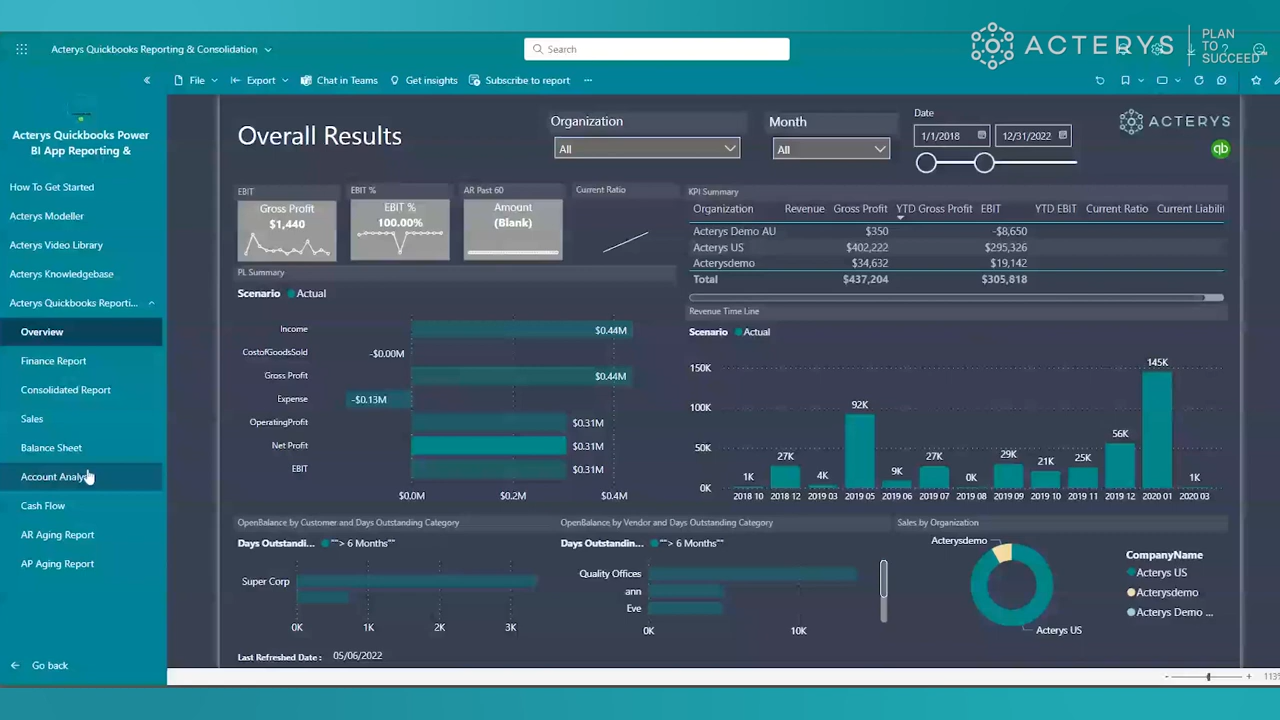 Acterys Quickbooks Reporting & Consolidation
Search
ACTERYS
PLAN
TO
SUCCEED
File
Export
Chat in Teams
Get insights
Subscribe to report
Acterys Quickbooks Power
BI App Reporting &
How To Get Started
Acterys Modeller
Acterys Video Library
Acterys Knowledgebase
Acterys Quickbooks Reporti...
Overview
Finance Report
Consolidated Report
Sales
Balance Sheet
Account Analy
Cash Flow
AR Aging Report
AP Aging Report
Go back
Overall Results
Organization
All
Month
All
Date
1/1/2018
12/31/2022
ACTERYS
qb
EBIT
Gross Profit
$1,440
EBIT %
EBIT %
100.00%
AR Past 60
Amount
(Blank)
Current Ratio
KPI Summary
Organization Revenue Gross Profit YTD Gross Profit EBIT YTD EBIT Current Ratio Current Liabili
Acterys Demo AU $350 -$8,650
Acterys US $402,222 $295,326
Acterysdemo $34,632 $19,142
Total $437,204 $305,818
PL Summary
Scenario Actual
Income $0.44M
CostofGoodsSold -$0.00M
Gross Profit $0.44M
Expense -$0.13M
OperatingProfit $0.31M
Net Profit $0.31M
EBIT $0.31M
$0.0M $0.2M $0.4M
Revenue Time Line
Scenario Actual
150K
100K
50K
0K
1K 27K 4K 92K 9K 27K 0K 29K 21K 25K 56K 145K 1K
2018 10 2018 12 2019 03 2019 05 2019 06 2019 07 2019 08 2019 09 2019 10 2019 11 2019 12 2020 01 2020 03
OpenBalance by Customer and Days Outstanding Category
Days Outstandi... "">6 Months""
Super Corp
0K 1K 2K 3K
OpenBalance by Vendor and Days Outstanding Category
Days Outstandin... "">6 Months""
Quality Offices
ann
Eve
0K 10K
Sales by Organization
Acterysdemo
Acterys US
CompanyName
Acterys US
Acterysdemo
Acterys Demo ...
Last Refreshed Date : 05/06/2022
- + 113%